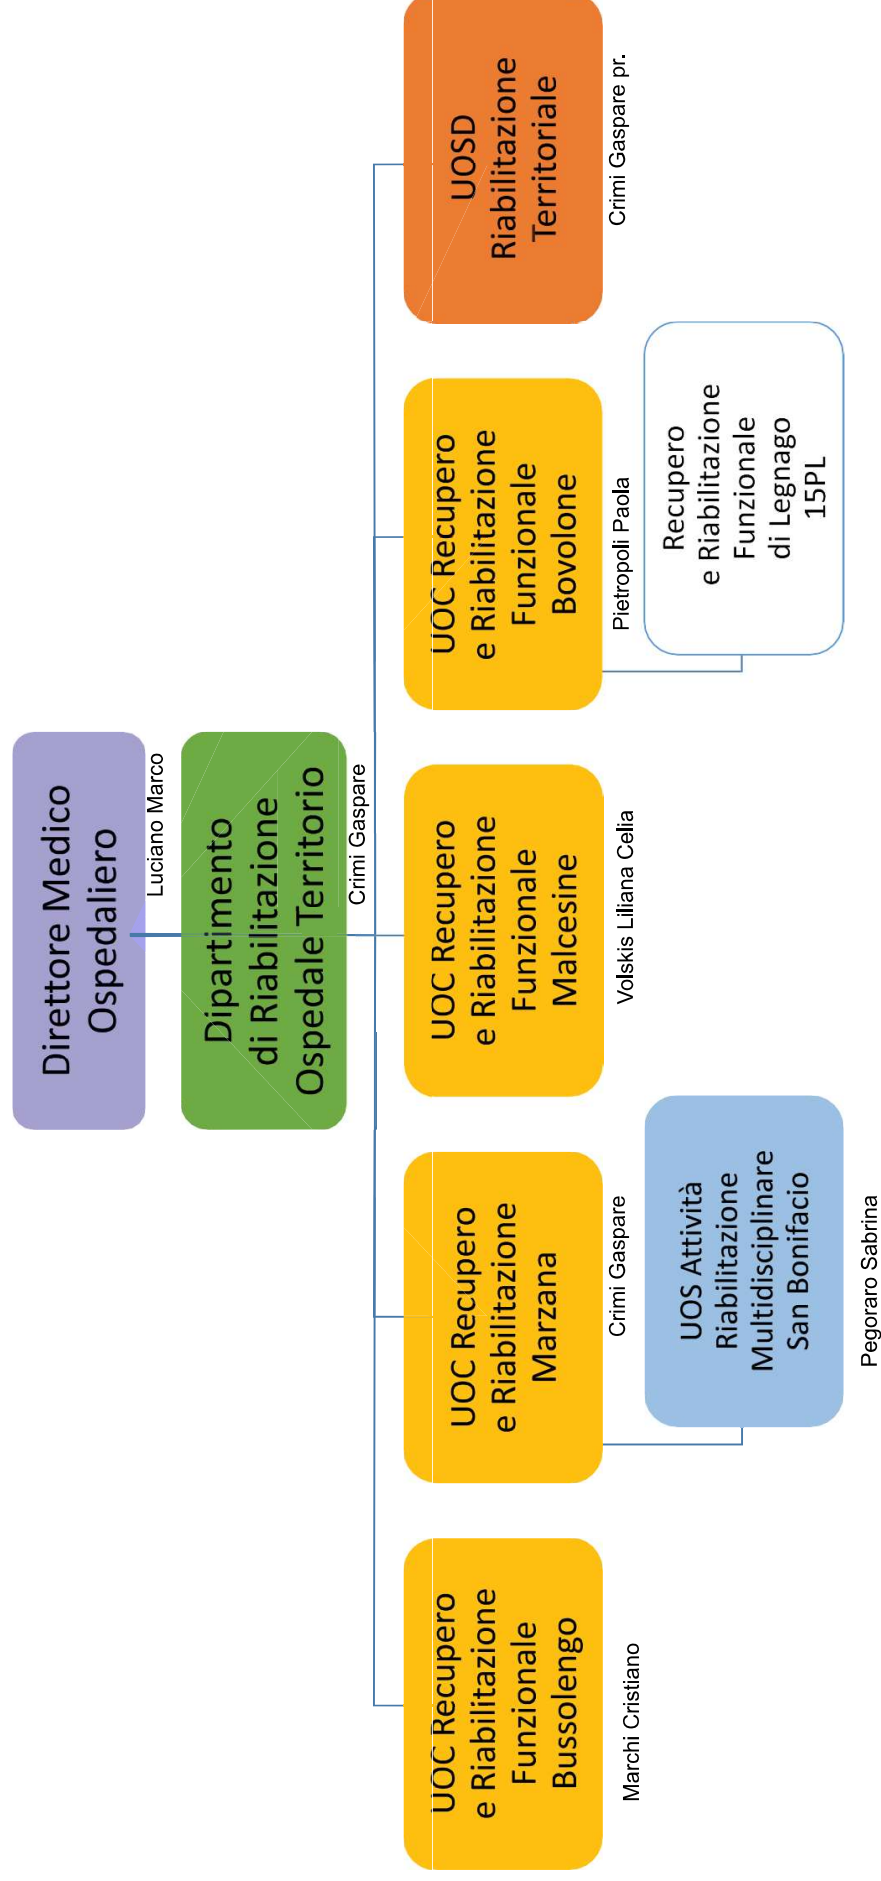 Direttore Medico
Ospedaliero
Luciano Marco
Dipartimento
di Riabilitazione
Ospedale Territorio
Crimi Gaspare
UOC Recupero
e Riabilitazione
Funzionale
Bussolengo
Marchi Cristiano
UOC Recupero
e Riabilitazione
Marzana
Crimi Gaspare
UOC Recupero
e Riabilitazione
Funzionale
Malcesine
Volskis Liliana Celia
UOC Recupero
e Riabilitazione
Funzionale
Bovolone
Pietropoli Paola
UOSD
Riabilitazione
Territoriale
Crimi Gaspare pr.
UOS Attività
Riabilitazione
Multidisciplinare
San Bonifacio
Pegoraro Sabrina
Recupero
e Riabilitazione
Funzionale
di Legnago
15PL